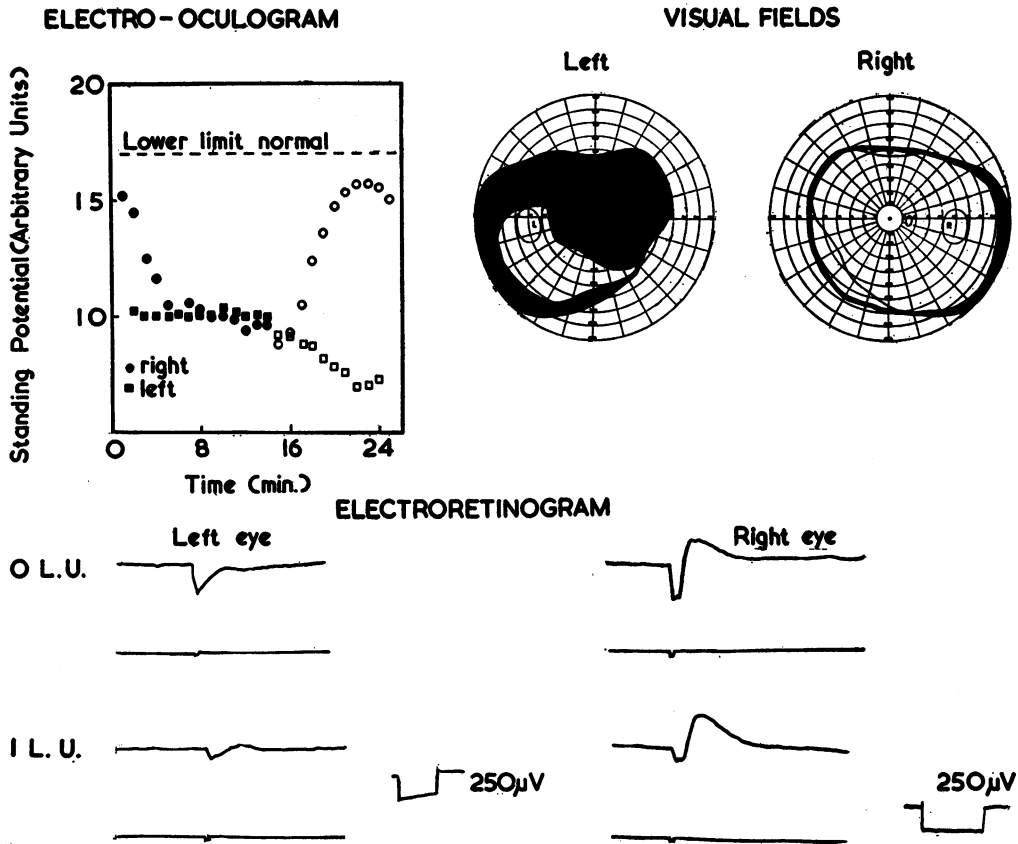 ELECTRO-OCULOGRAM
VISUAL FIELDS
Left
Right
Standing Potential (Arbitrary Units)
20
15
10
Lower limit normal
right
left
0
8
16
24
Time (min.)
ELECTRORETINOGRAM
Left eye
Right eye
0 L.U.
1 L.U.
250µV
250µV